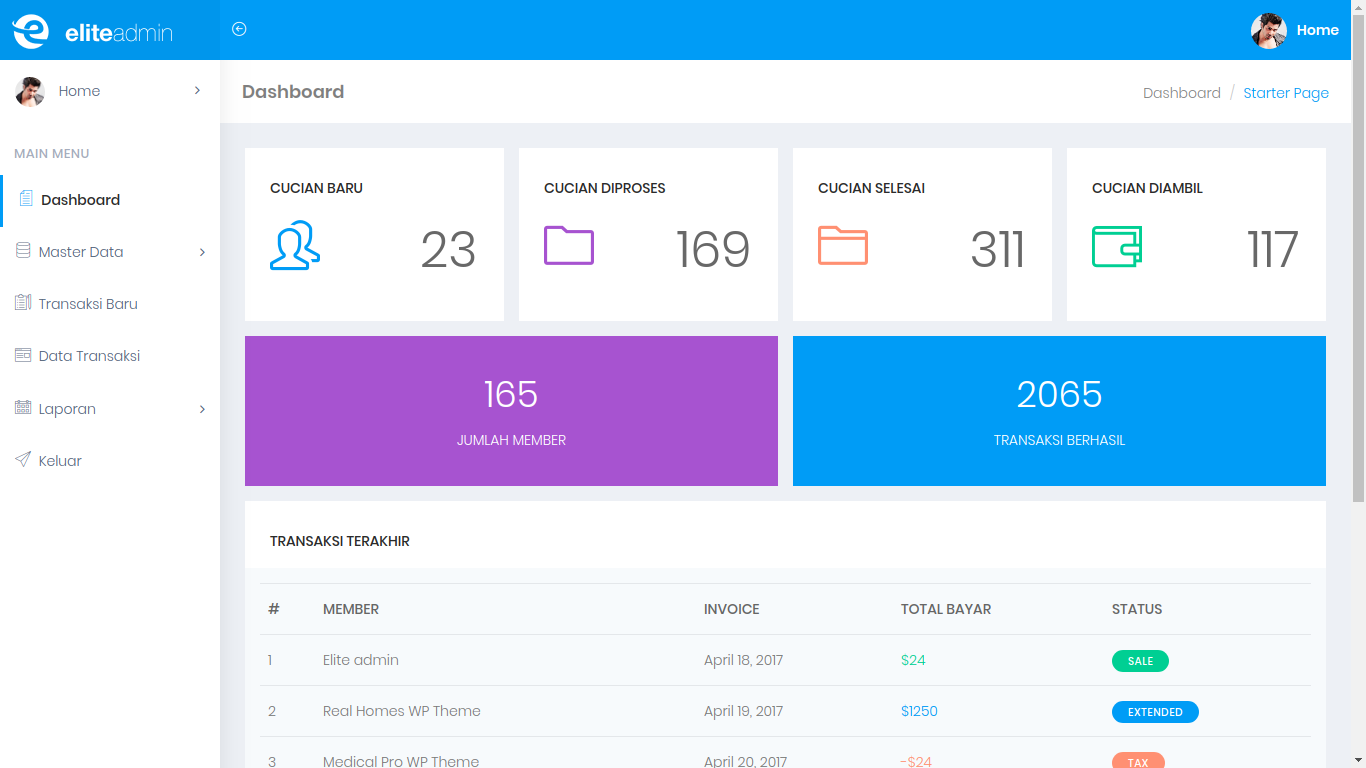 eliteadmin
Home
Home
Dashboard
Dashboard / Starter Page
MAIN MENU
Dashboard
Master Data
Transaksi Baru
Data Transaksi
Laporan
Keluar
CUCIAN BARU
23
CUCIAN DIPROSES
169
CUCIAN SELESAI
311
CUCIAN DIAMBIL
117
165
JUMLAH MEMBER
2065
TRANSAKSI BERHASIL
TRANSAKSI TERAKHIR
# MEMBER INVOICE TOTAL BAYAR STATUS
1 Elite admin April 18, 2017 $24 SALE
2 Real Homes WP Theme April 19, 2017 $1250 EXTENDED
3 Medical Pro WP Theme April 20, 2017 -$24 TAX